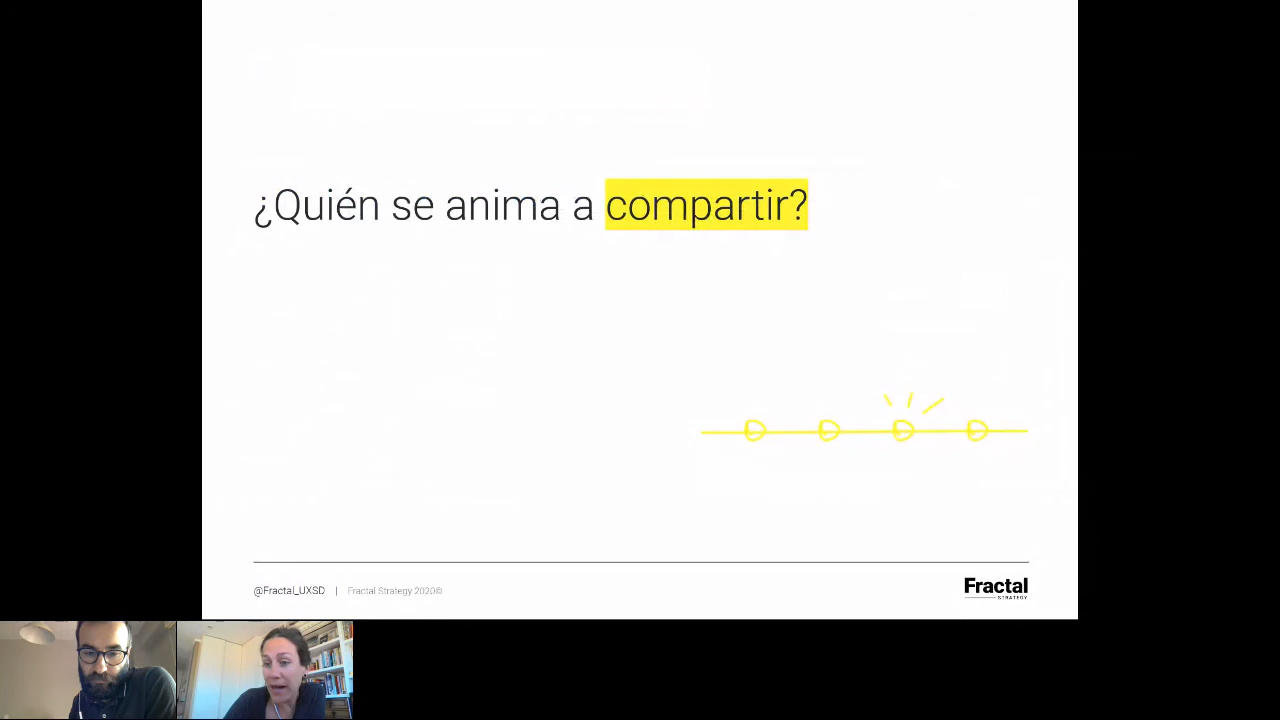 ¿Quién se anima a compartir?
@Fractal_UXSD | Fractal Strategy 2020©
Fractal
STRATEGY